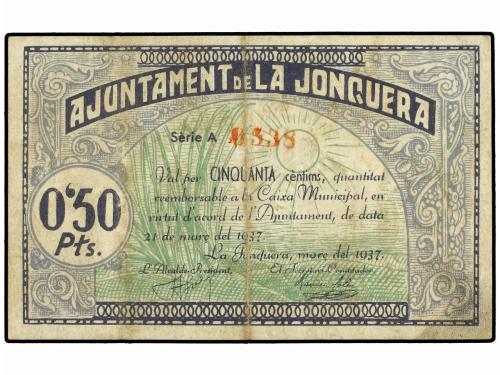 AJUNTAMENT DE LA JONQUERA
Sèrie A
Val per CINQUANTA cèntims, quantitat
reemborsable a la Caixa Municipal, en
virtut d'acord de l'Ajuntament, de data
21 de març del 1937.
La Jonquera, març del 1937.
0'50
Pts.
L'Alcalde-President,
El Secretari-Comptador,